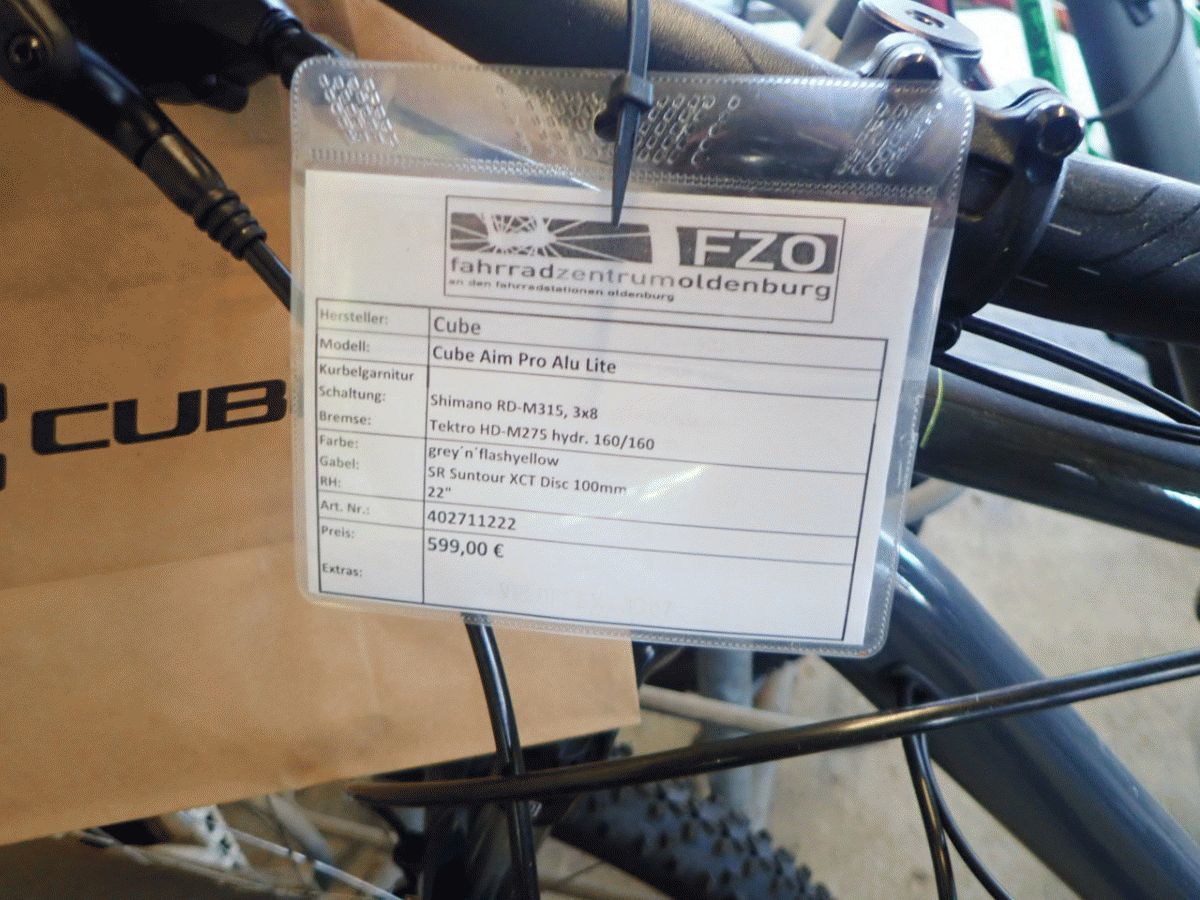 FZO
fahrradzentrumoldenburg
an den fahrradstationen oldenburg
Hersteller: Cube
Modell: Cube Aim Pro Alu Lite
Kurbelgarnitur
Schaltung: Shimano RD-M315, 3x8
Bremse: Tektro HD-M275 hydr. 160/160
Farbe: grey´n´flashyellow
Gabel: SR Suntour XCT Disc 100mm
RH: 22"
Art. Nr.: 402711222
Preis: 599,00 €
Extras:
CUB